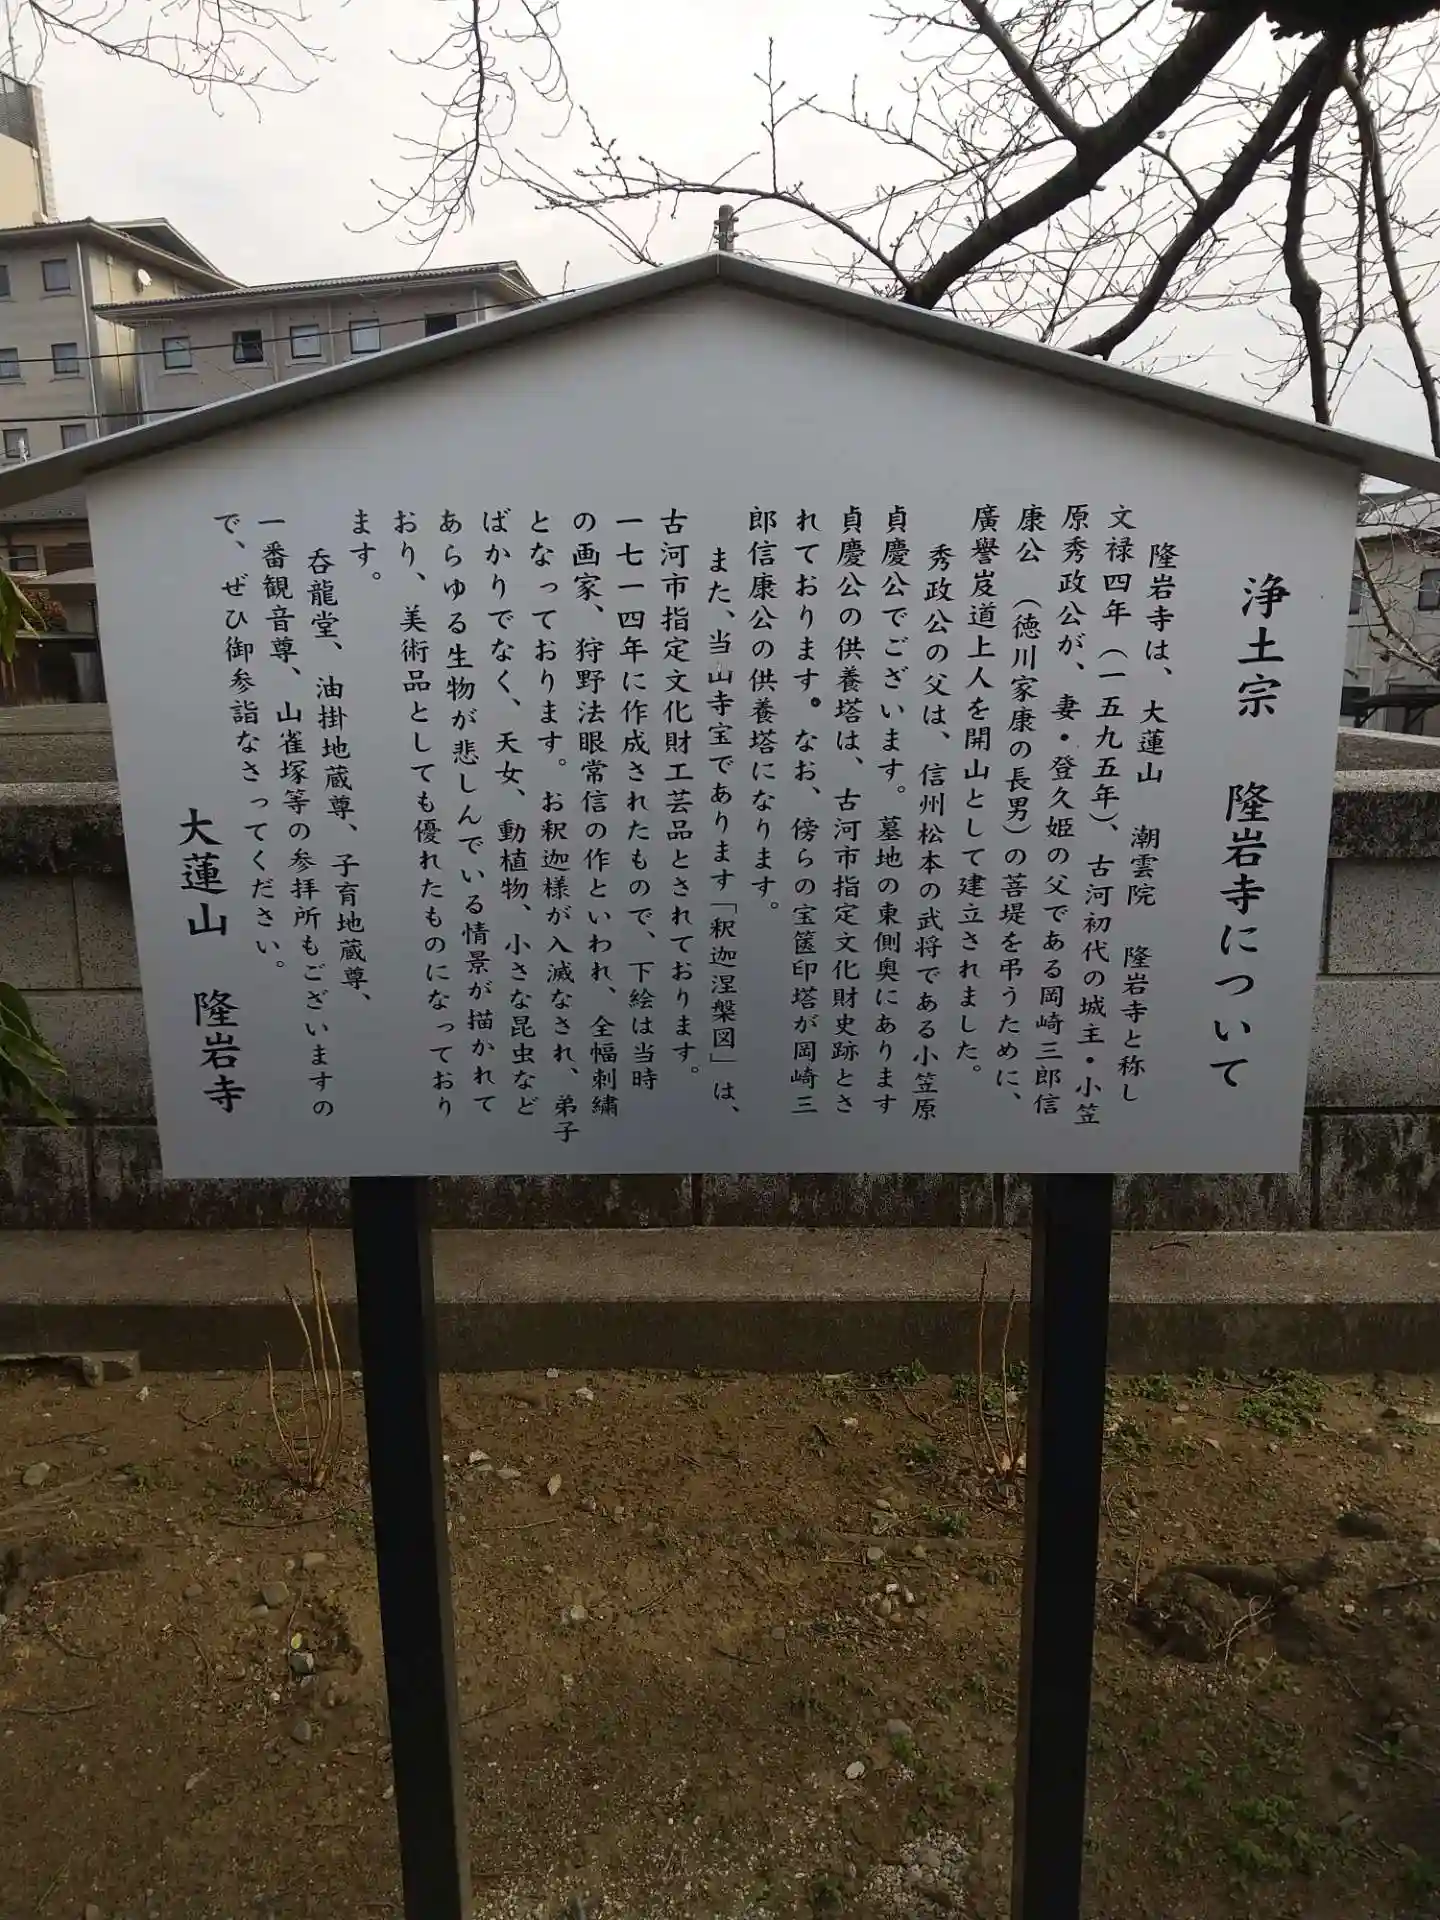 浄土宗　隆岩寺について
隆岩寺は、大蓮山　潮雲院　隆岩寺と称し
文禄四年（一五九五年）、古河初代の城主・小笠
原秀政公が、妻・登久姫の父である岡崎三郎信
康公　（徳川家康の長男）の菩提を弔うために、
廣譽岌道上人を開山として建立されました。
秀政公の父は、信州松本の武将である小笠原
貞慶公でございます。墓地の東側奥にあります
貞慶公の供養塔は、古河市指定文化財史跡とさ
れております。なお、傍らの宝篋印塔が岡崎三
郎信康公の供養塔になります。
また、当山寺宝であります「釈迦涅槃図」は、
古河市指定文化財工芸品とされております。
一七一四年に作成されたもので、下絵は当時
の画家、狩野法眼常信の作といわれ、全幅刺繍
となっております。お釈迦様が入滅なされ、弟子
ばかりでなく、天女、動植物、小さな昆虫など
あらゆる生物が悲しんでいる情景が描かれて
おり、美術品としても優れたものになっており
ます。
呑龍堂、油掛地蔵尊、子育地蔵尊、
一番観音尊、山雀塚等の参拝所もございますの
で、ぜひ御参詣なさってください。
大蓮山　隆岩寺